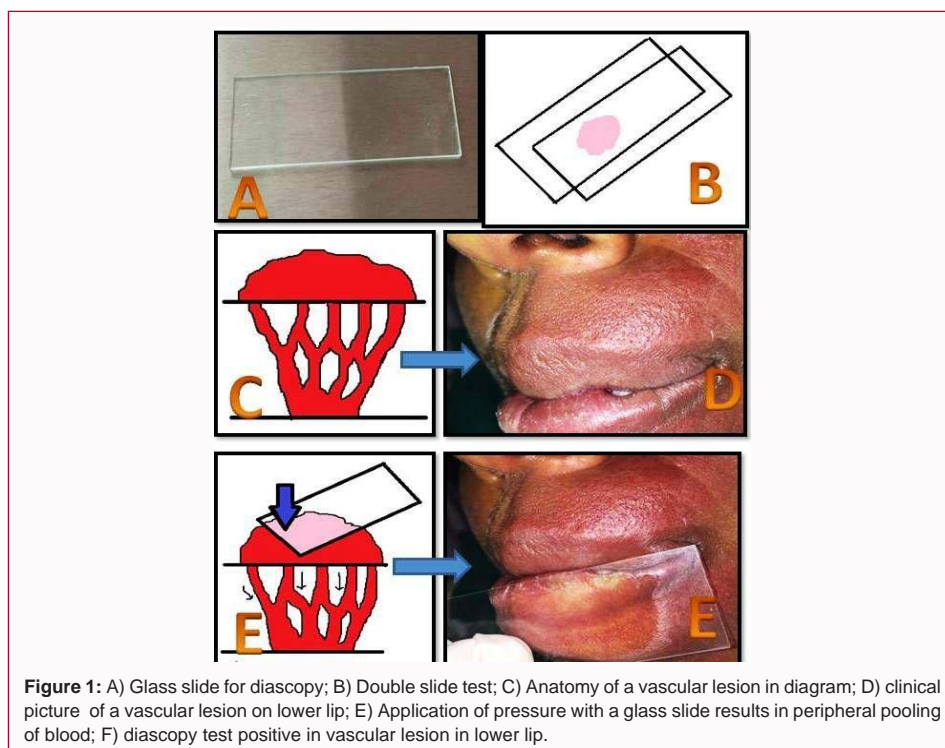 A
B
C
D
E
E
Figure 1: A) Glass slide for diascopy; B) Double slide test; C) Anatomy of a vascular lesion in diagram; D) clinical
picture of a vascular lesion on lower lip; E) Application of pressure with a glass slide results in peripheral pooling
of blood; F) diascopy test positive in vascular lesion in lower lip.